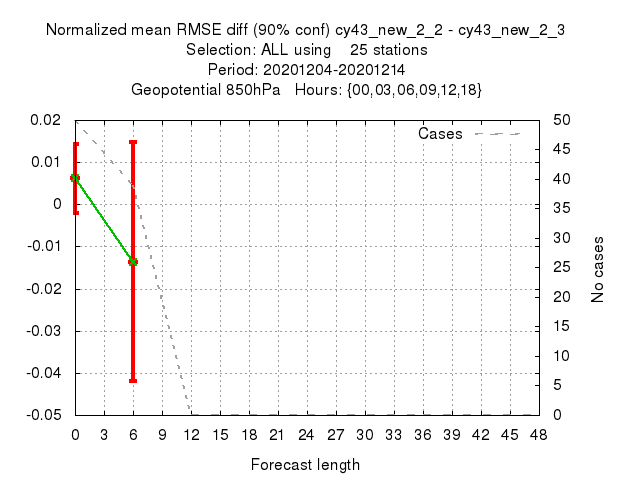 Normalized mean RMSE diff (90% conf) cy43_new_2_2 - cy43_new_2_3
Selection: ALL using    25 stations
Period: 20201204-20201214
Geopotential 850hPa   Hours: {00,03,06,09,12,18}
Cases
0.02
0.01
0
-0.01
-0.02
-0.03
-0.04
-0.05
50
45
40
35
30
25
20
15
10
5
0
No cases
0 3 6 9 12 15 18 21 24 27 30 33 36 39 42 45 48
Forecast length